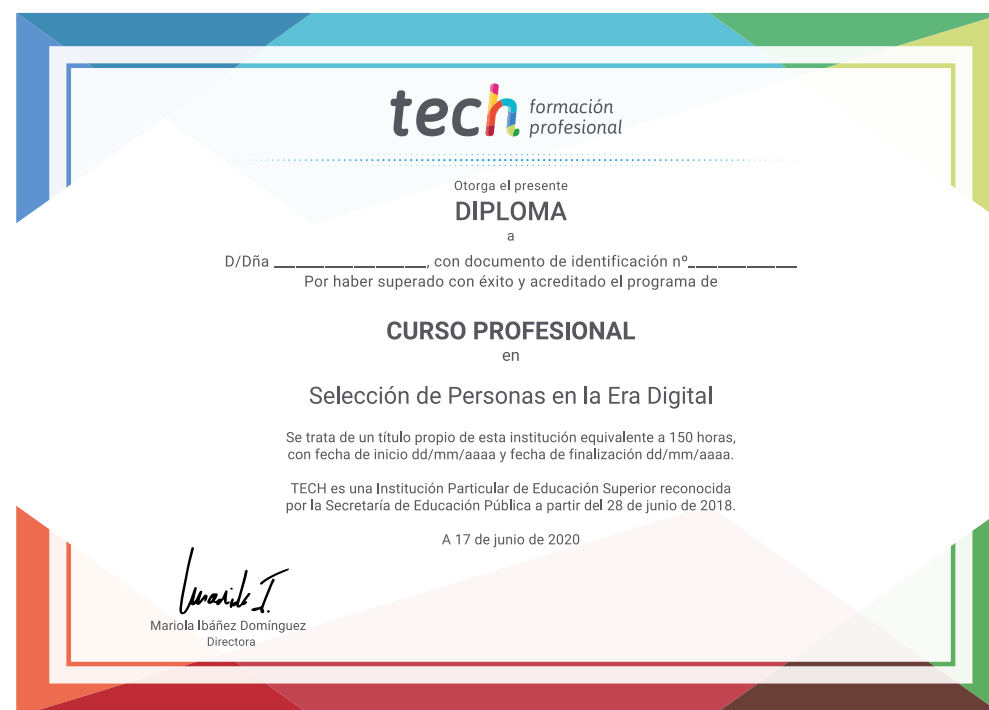 tech formación
profesional
Otorga el presente
DIPLOMA
a
D/Dña ______________, con documento de identificación nº__________
Por haber superado con éxito y acreditado el programa de
CURSO PROFESIONAL
en
Selección de Personas en la Era Digital
Se trata de un título propio de esta institución equivalente a 150 horas,
con fecha de inicio dd/mm/aaaa y fecha de finalización dd/mm/aaaa.
TECH es una Institución Particular de Educación Superior reconocida
por la Secretaría de Educación Pública a partir del 28 de junio de 2018.
A 17 de junio de 2020
Mariola Ibáñez Domínguez
Directora